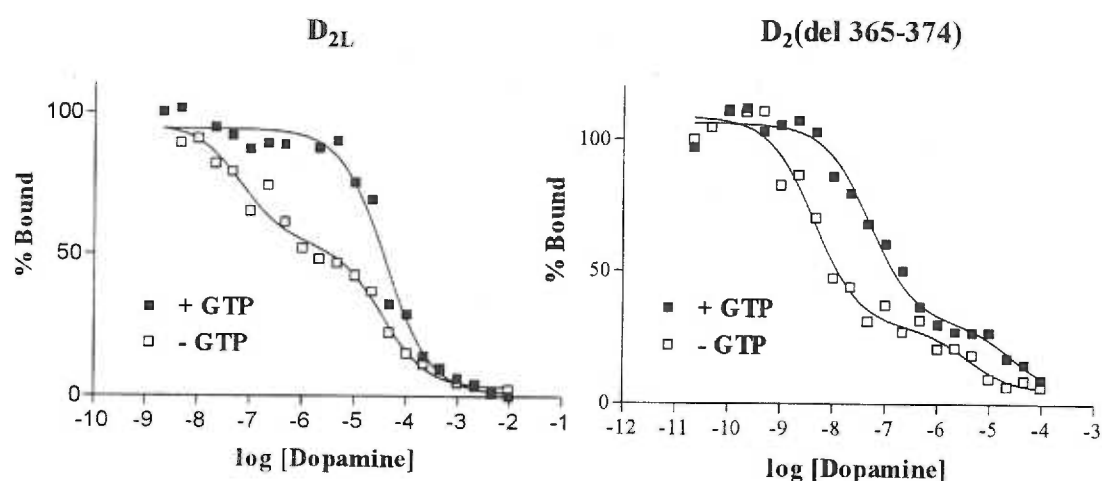 D2L
D2(del 365-374)
% Bound
100
50
0
+ GTP
- GTP
-10 -9 -8 -7 -6 -5 -4 -3 -2 -1
log [Dopamine]
% Bound
100
50
0
+ GTP
- GTP
-12 -11 -10 -9 -8 -7 -6 -5 -4 -3
log [Dopamine]